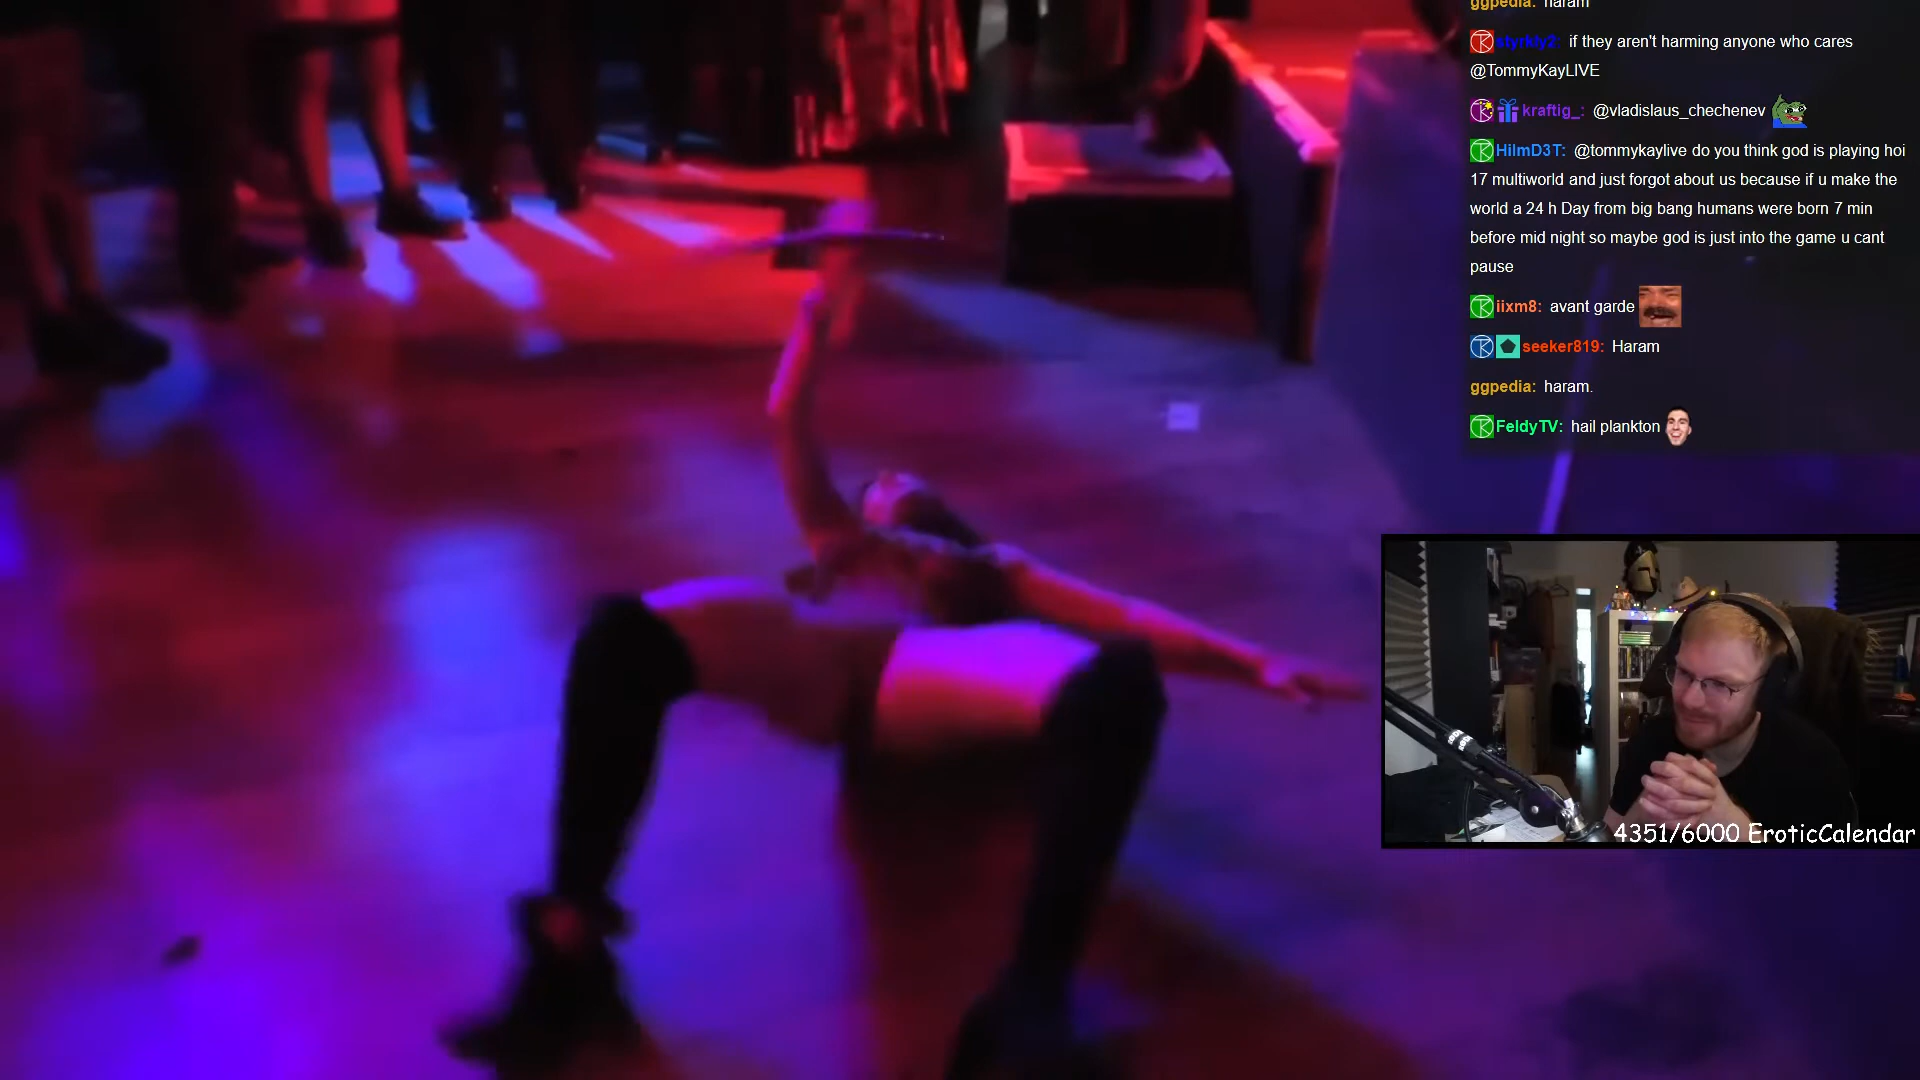 ggpedia: haram
styrkly2: if they aren't harming anyone who cares
@TommyKayLIVE
kraftig_: @vladislaus_chechenev
HilmD3T: @tommykaylive do you think god is playing hoi
17 multiworld and just forgot about us because if u make the
world a 24 h Day from big bang humans were born 7 min
before mid night so maybe god is just into the game u cant
pause
iixm8: avant garde
seeker819: Haram
ggpedia: haram.
FeldyTV: hail plankton
4351/6000 EroticCalendar